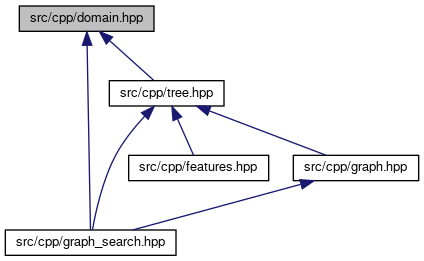 src/cpp/domain.hpp
src/cpp/tree.hpp
src/cpp/features.hpp
src/cpp/graph.hpp
src/cpp/graph_search.hpp